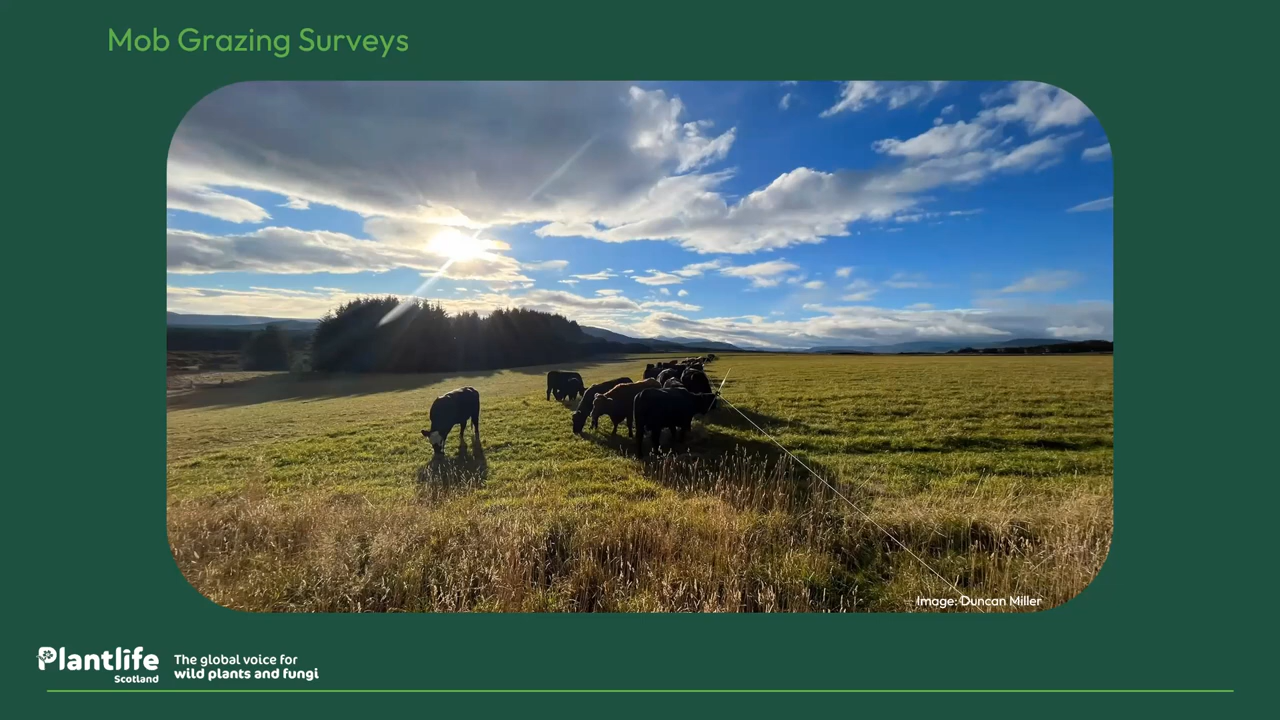 Mob Grazing Surveys
Image: Duncan Miller
Plantlife
Scotland
The global voice for
wild plants and fungi